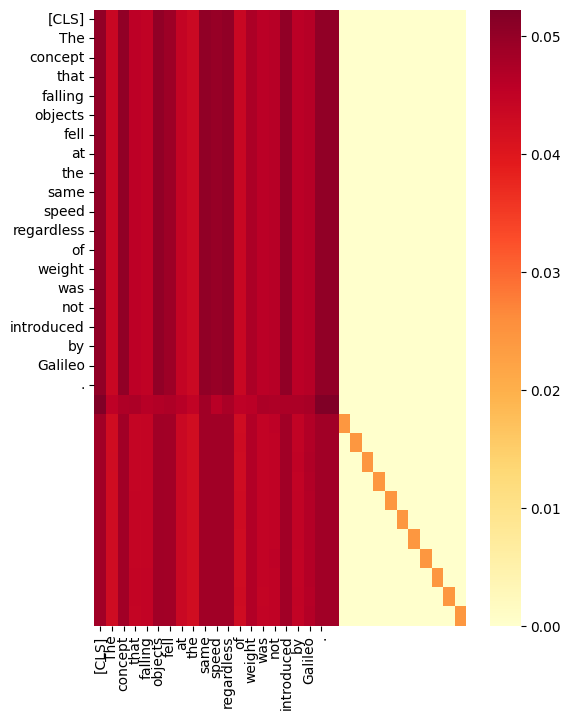 [CLS]
The
concept
that
falling
objects
fell
at
the
same
speed
regardless
of
weight
was
not
introduced
by
Galileo
.
[CLS]
The
concept
that
falling
objects
fell
at
the
same
speed
regardless
of
weight
was
not
introduced
by
Galileo
.
0.05
0.04
0.03
0.02
0.01
0.00